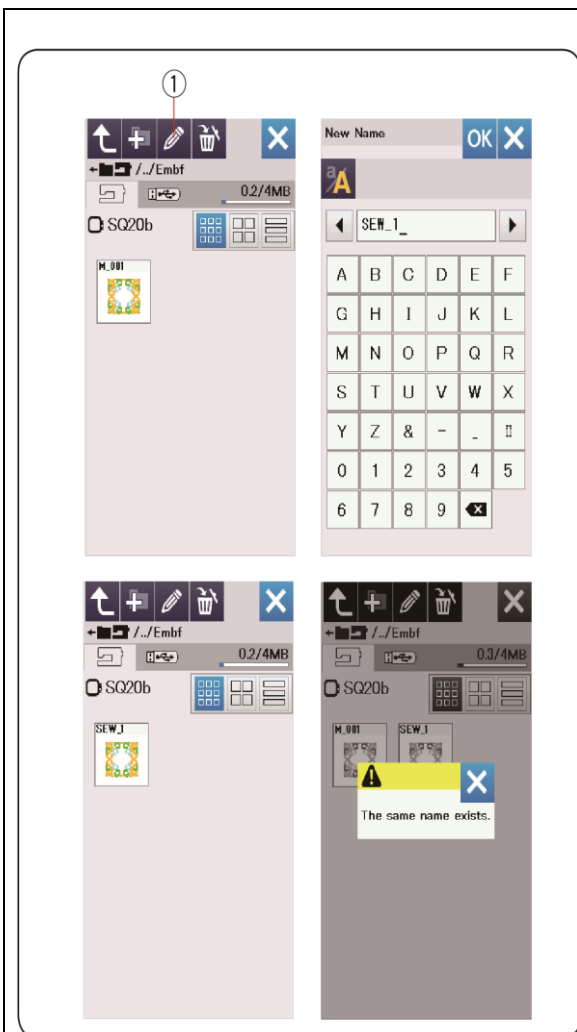 ①
/../Embf
0.2/4MB
SQ20b
M_001
New Name
OK
a/A
SEW_1_
A B C D E F
G H I J K L
M N O P Q R
S T U V W X
Y Z & - _ 
0 1 2 3 4 5
6 7 8 9
/../Embf
0.2/4MB
SQ20b
SEW_1
/../Embf
0.3/4MB
SQ20b
M_001 SEW_1
The same name exists.